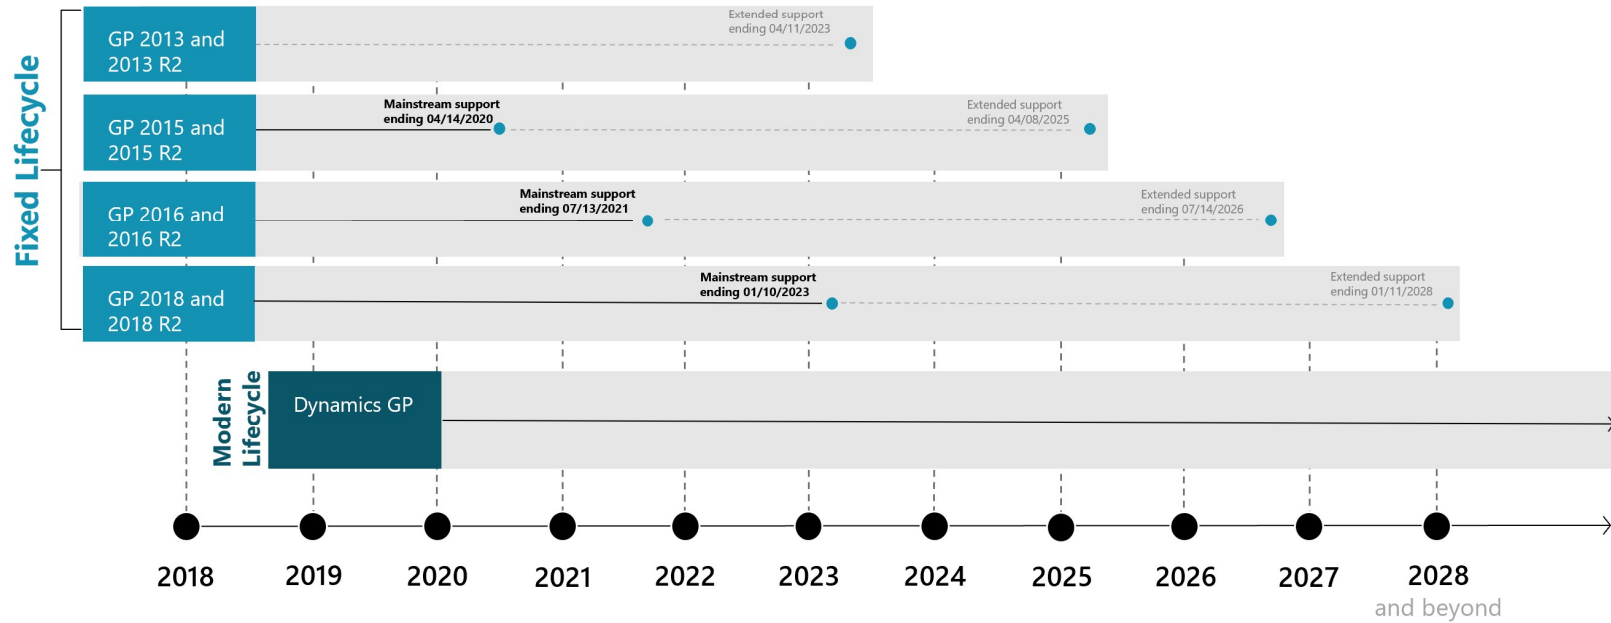 Fixed Lifecycle
GP 2013 and
2013 R2
Extended support
ending 04/11/2023
GP 2015 and
2015 R2
Mainstream support
ending 04/14/2020
Extended support
ending 04/08/2025
GP 2016 and
2016 R2
Mainstream support
ending 07/13/2021
Extended support
ending 07/14/2026
GP 2018 and
2018 R2
Mainstream support
ending 01/10/2023
Extended support
ending 01/11/2028
Modern
Lifecycle
Dynamics GP
2018
2019
2020
2021
2022
2023
2024
2025
2026
2027
2028
and beyond